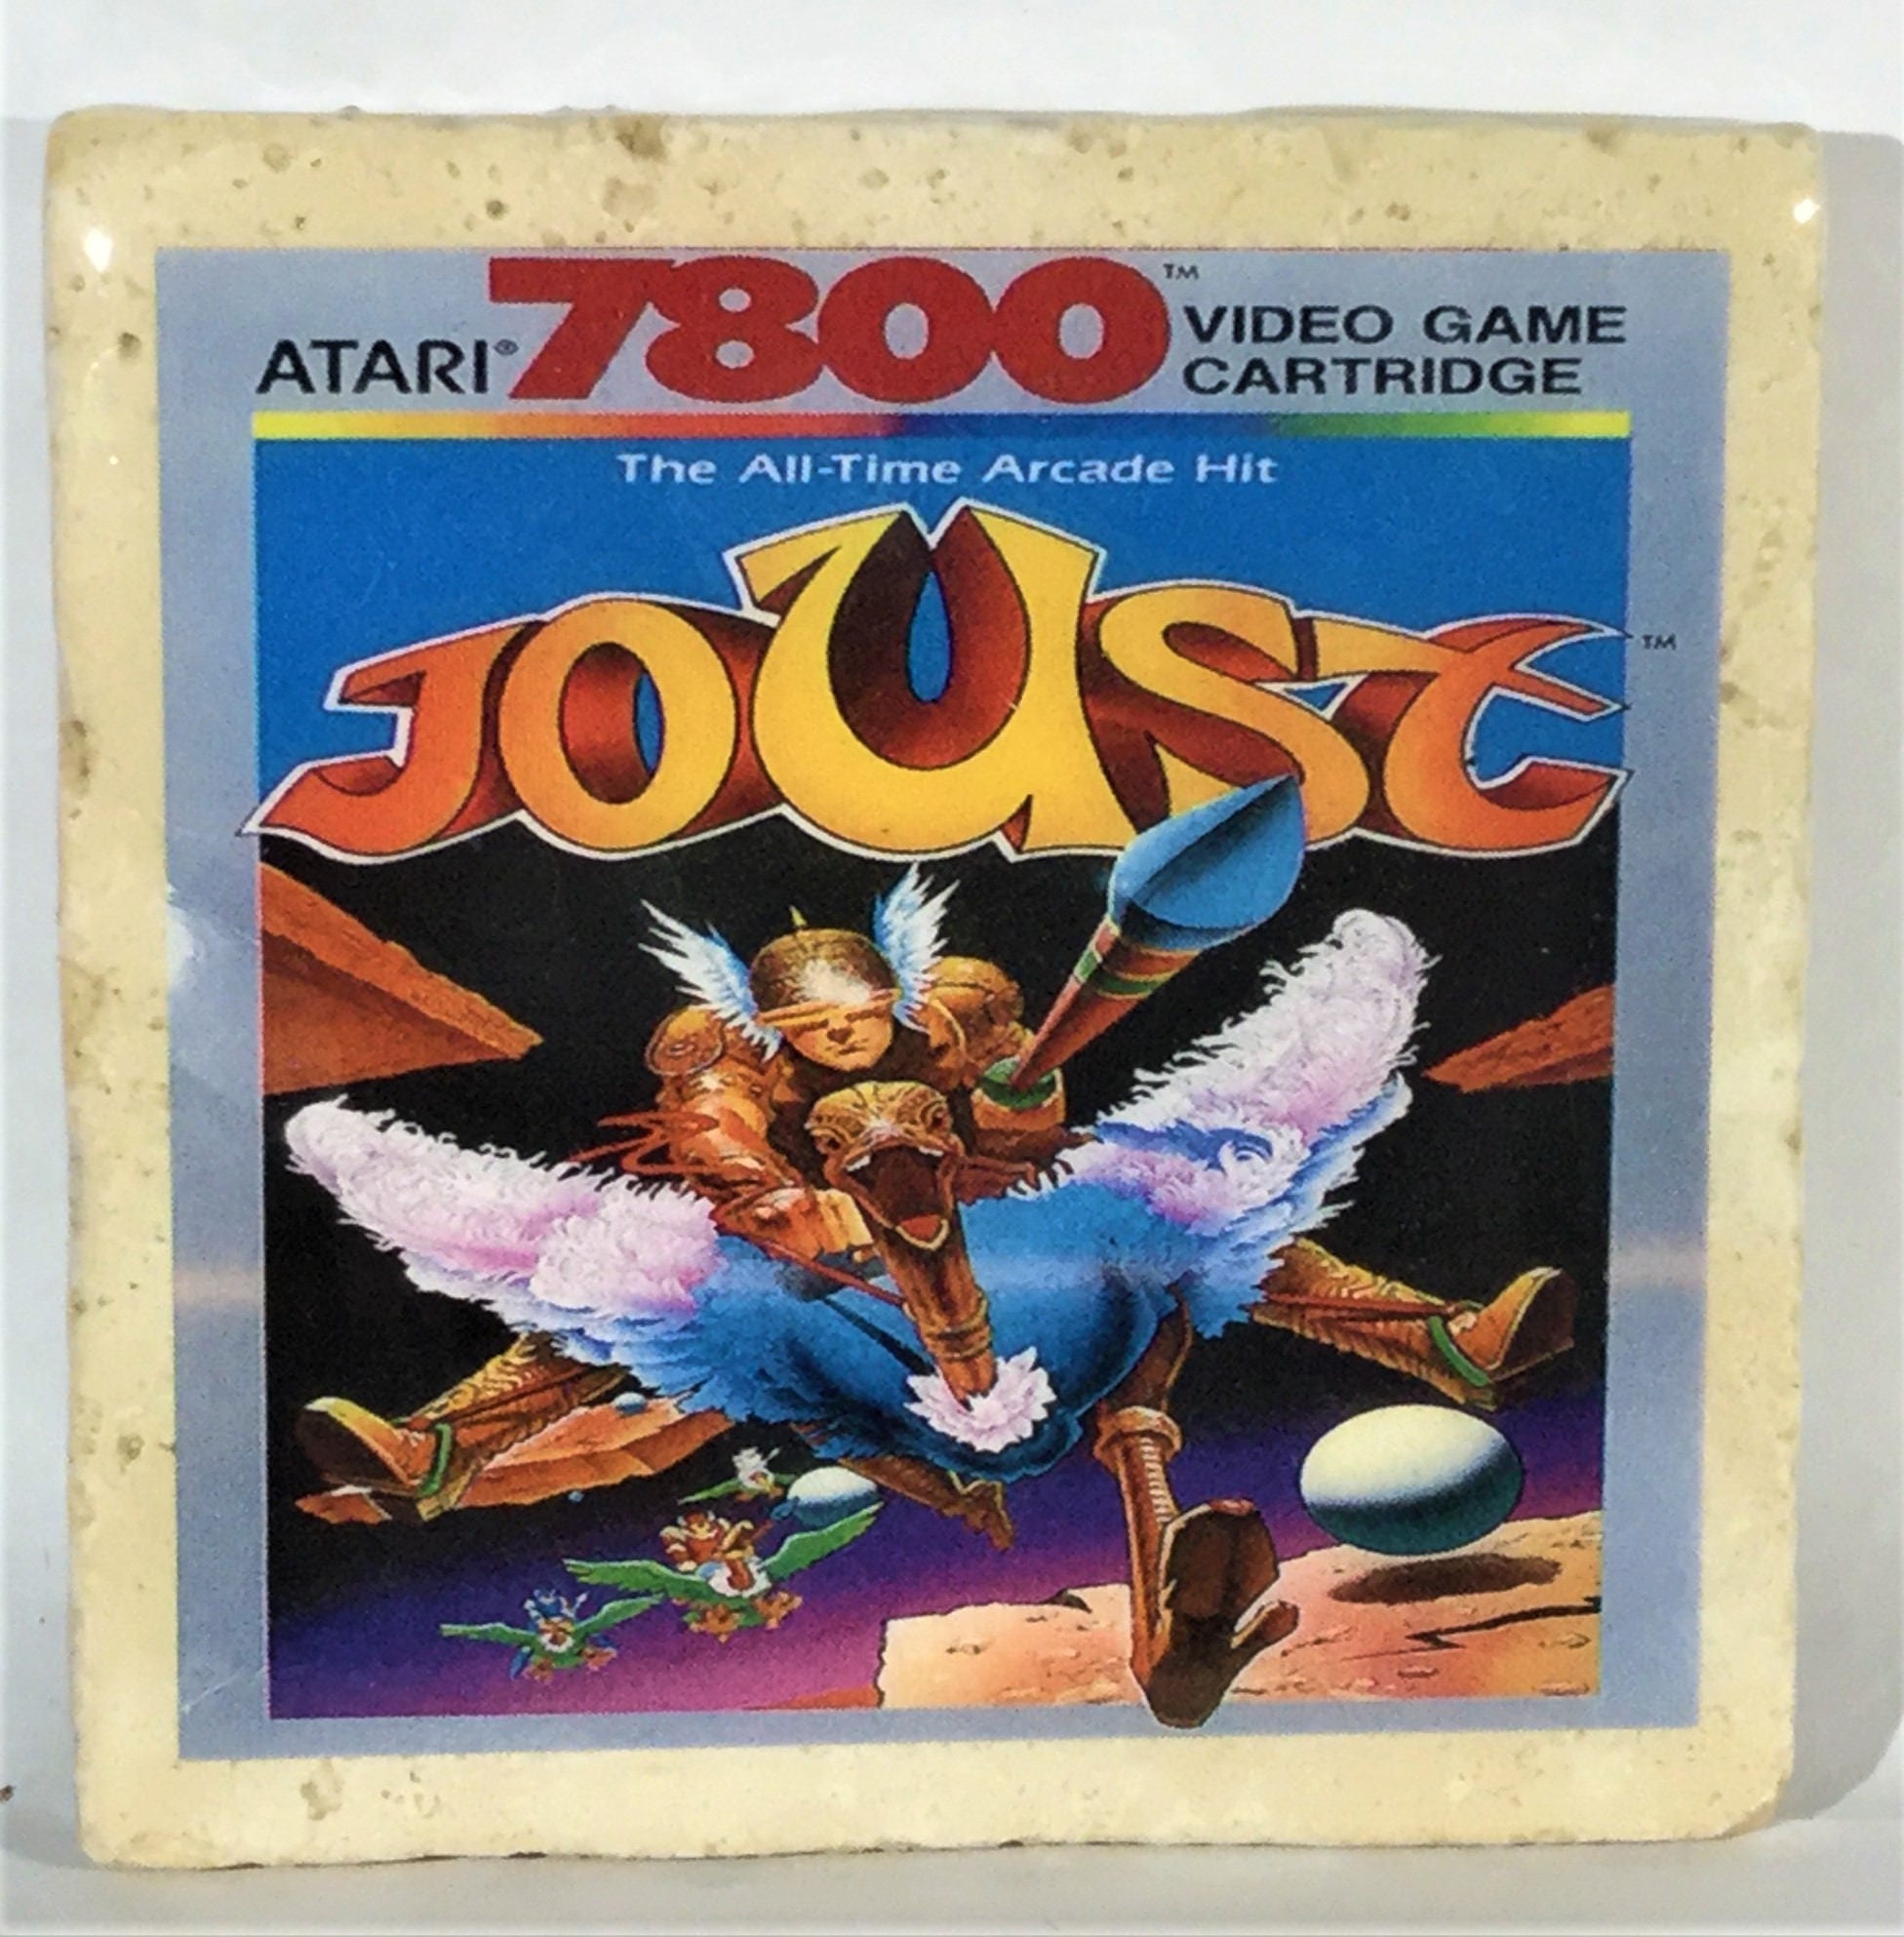 ATARI® 7800™ VIDEO GAME
CARTRIDGE
The All-Time Arcade Hit
JOUST™